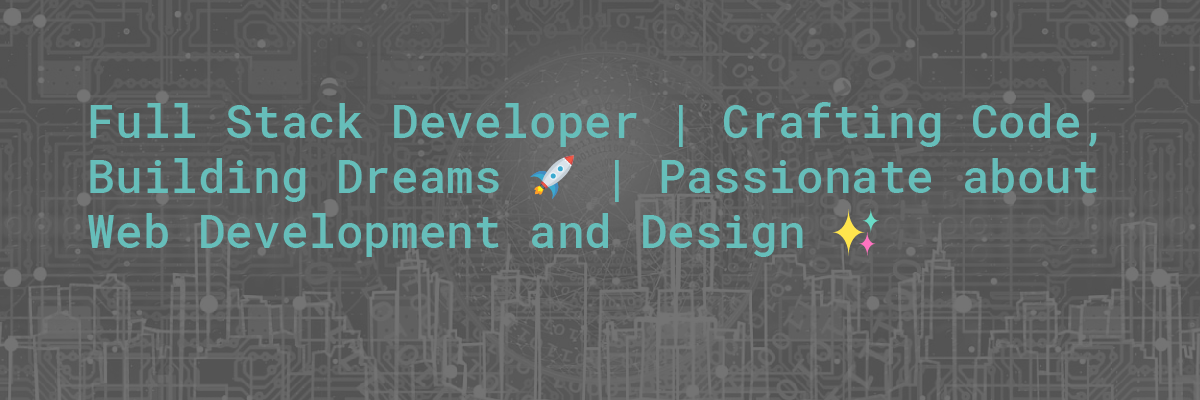 Full Stack Developer | Crafting Code,
Building Dreams 🚀 | Passionate about
Web Development and Design ✨